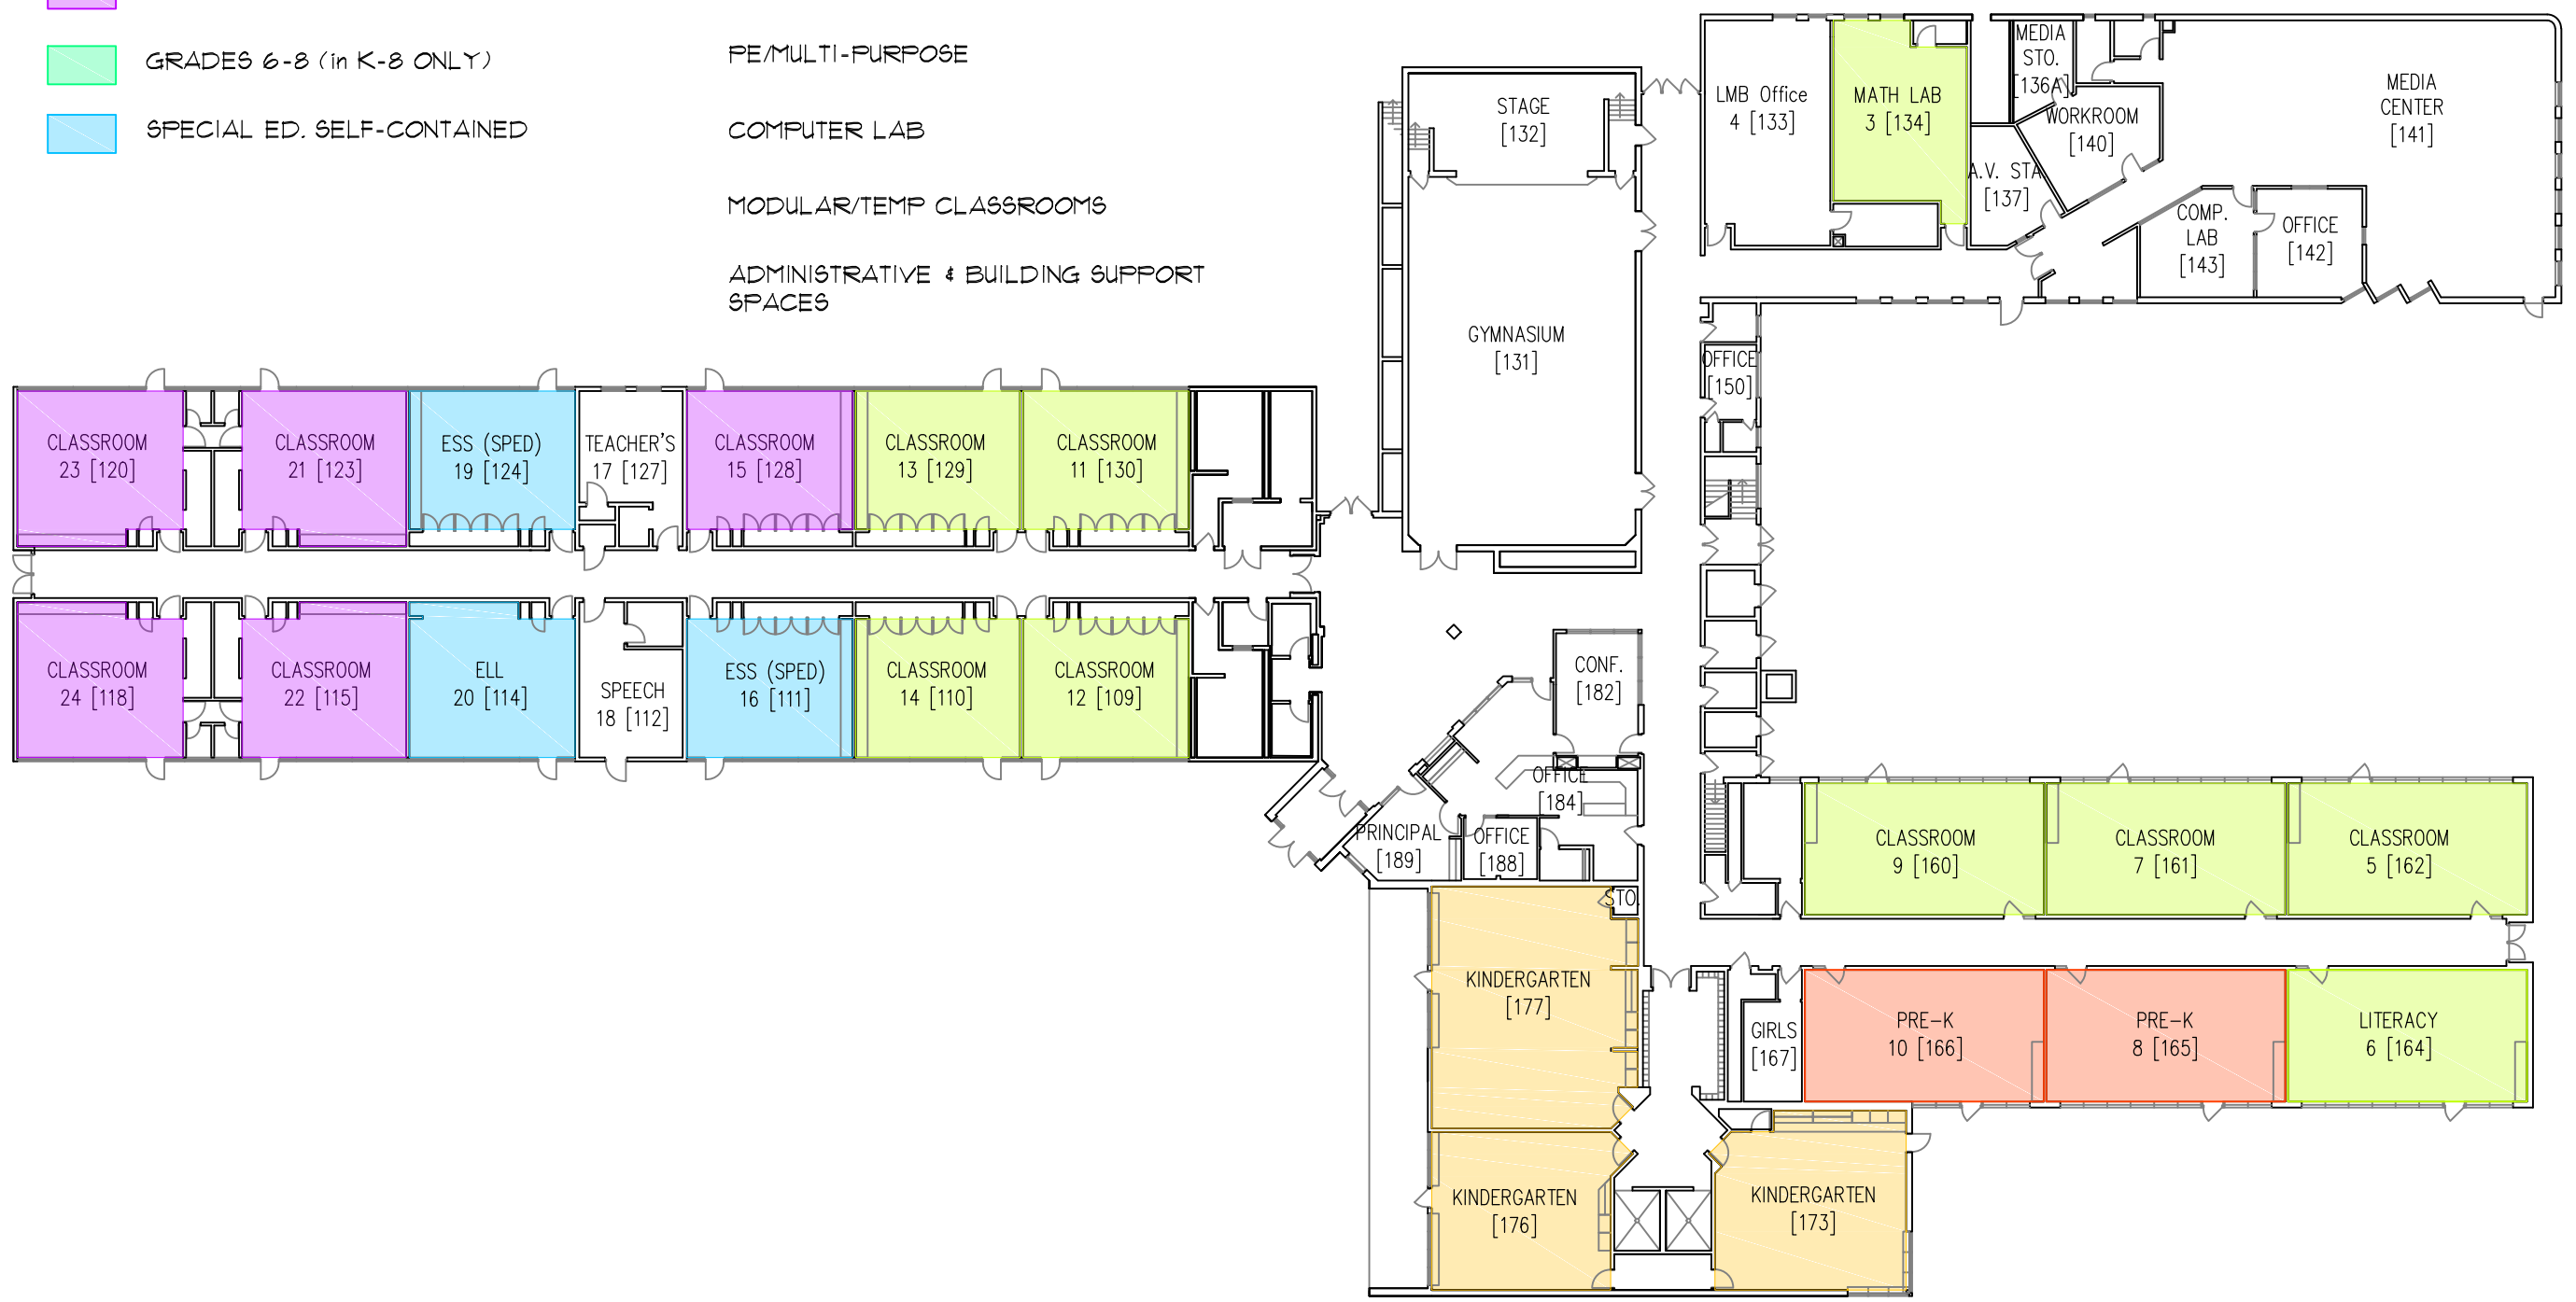 GRADES 6-8 (in K-8 ONLY)
SPECIAL ED. SELF-CONTAINED
PE/MULTI-PURPOSE
COMPUTER LAB
MODULAR/TEMP CLASSROOMS
ADMINISTRATIVE & BUILDING SUPPORT
SPACES
STAGE
[132]
GYMNASIUM
[131]
LMB Office
4 [133]
MATH LAB
3 [134]
MEDIA
STO.
[136A]
WORKROOM
[140]
A.V. STA
[137]
MEDIA
CENTER
[141]
COMP.
LAB
[143]
OFFICE
[142]
OFFICE
[150]
CLASSROOM
23 [120]
CLASSROOM
21 [123]
ESS (SPED)
19 [124]
TEACHER'S
17 [127]
CLASSROOM
15 [128]
CLASSROOM
13 [129]
CLASSROOM
11 [130]
CLASSROOM
24 [118]
CLASSROOM
22 [115]
ELL
20 [114]
SPEECH
18 [112]
ESS (SPED)
16 [111]
CLASSROOM
14 [110]
CLASSROOM
12 [109]
CONF.
[182]
OFFICE
[184]
PRINCIPAL
[189]
OFFICE
[188]
CLASSROOM
9 [160]
CLASSROOM
7 [161]
CLASSROOM
5 [162]
STO.
KINDERGARTEN
[177]
GIRLS
[167]
PRE-K
10 [166]
PRE-K
8 [165]
LITERACY
6 [164]
KINDERGARTEN
[176]
KINDERGARTEN
[173]